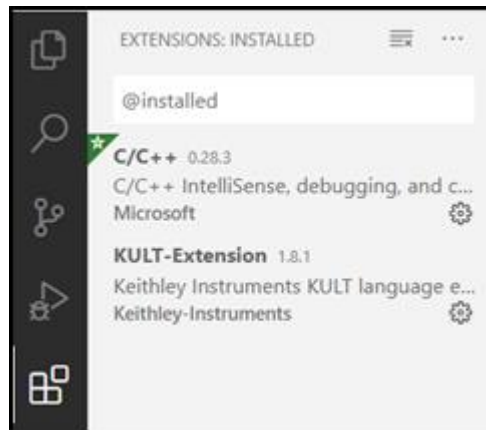 EXTENSIONS: INSTALLED
@installed
C/C++ 0.28.3
C/C++ IntelliSense, debugging, and c...
Microsoft
KULT-Extension 1.8.1
Keithley Instruments KULT language e...
Keithley-Instruments